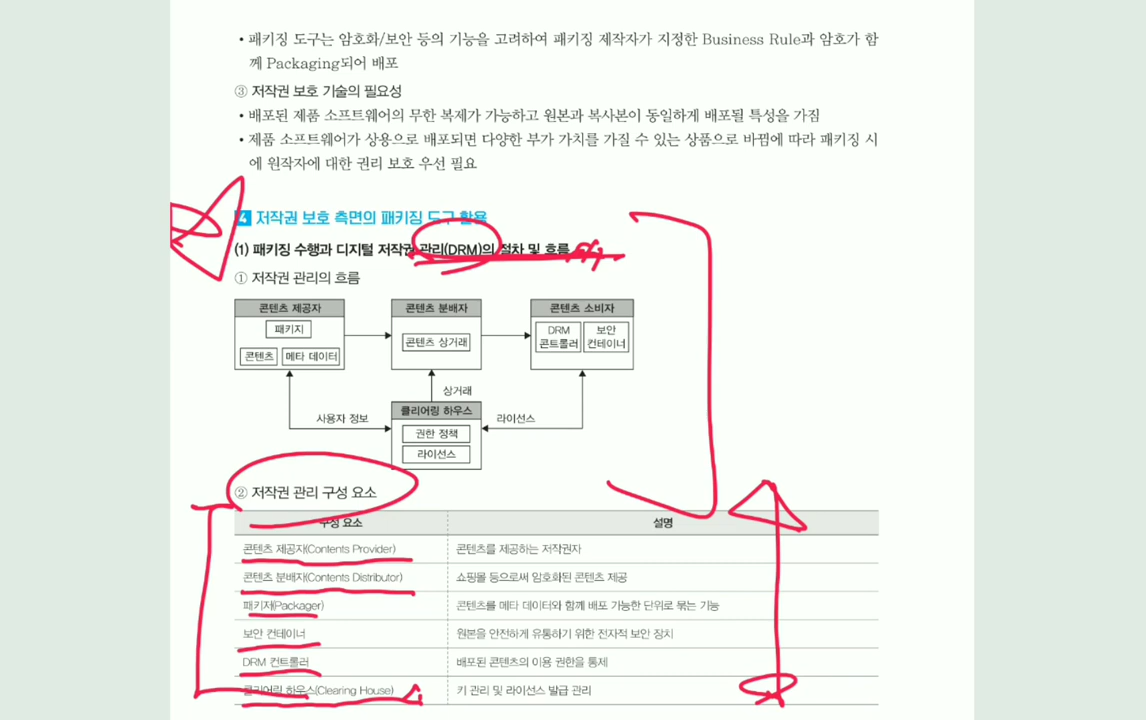 • 패키징 도구는 암호화/보안 등의 기능을 고려하여 패키징 제작자가 지정한 Business Rule과 암호가 함
께 Packaging되어 배포
③ 저작권 보호 기술의 필요성
• 배포된 제품 소프트웨어의 무한 복제가 가능하고 원본과 복사본이 동일하게 배포될 특성을 가짐
• 제품 소프트웨어가 상용으로 배포되면 다양한 부가 가치를 가질 수 있는 상품으로 바뀜에 따라 패키징 시
에 원작자에 대한 권리 보호 우선 필요
4 저작권 보호 측면의 패키징 도구 활용
(1) 패키징 수행과 디지털 저작권 관리(DRM)의 절차 및 흐름
① 저작권 관리의 흐름
콘텐츠 제공자 콘텐츠 분배자 콘텐츠 소비자
패키지
콘텐츠 메타 데이터
콘텐츠 상거래
DRM 콘트롤러
보안 컨테이너
상거래
사용자 정보
클리어링 하우스
라이선스
권한 정책
라이선스
② 저작권 관리 구성 요소
구성 요소 설명
콘텐츠 제공자(Contents Provider) 콘텐츠를 제공하는 저작권자
콘텐츠 분배자(Contents Distributor) 쇼핑몰 등으로써 암호화된 콘텐츠 제공
패키저(Packager) 콘텐츠를 메타 데이터와 함께 배포 가능한 단위로 묶는 기능
보안 컨테이너 원본을 안전하게 유통하기 위한 전자적 보안 장치
DRM 컨트롤러 배포된 콘텐츠의 이용 권한을 통제
클리어링 하우스(Clearing House) 키 관리 및 라이선스 발급 관리